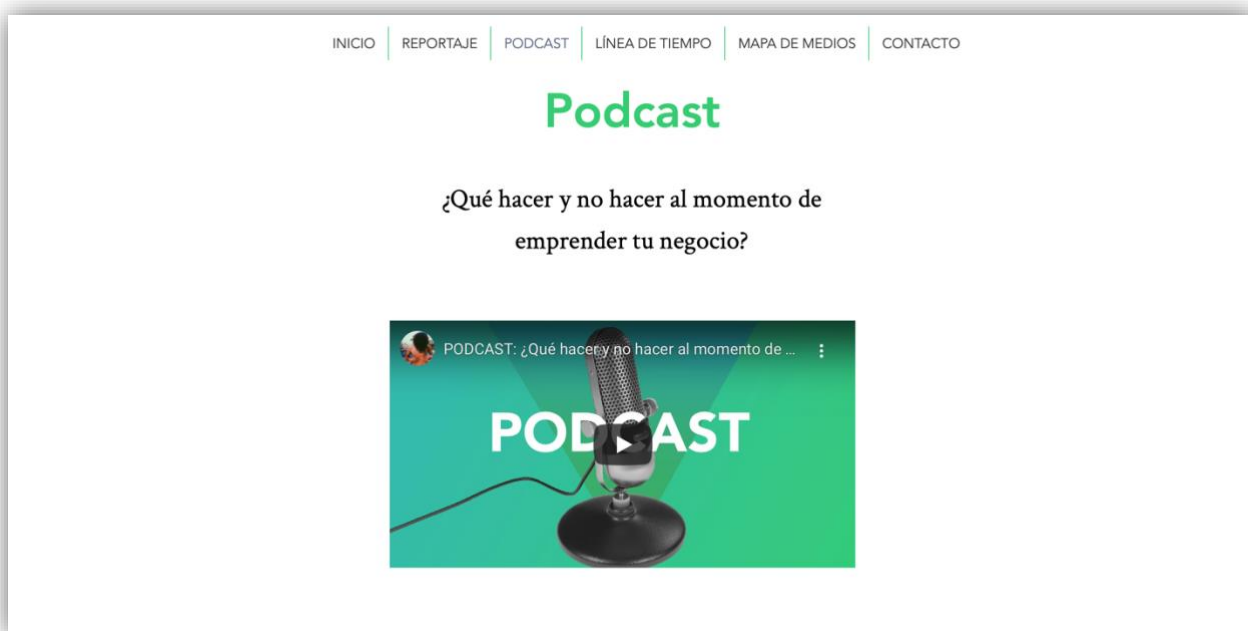 INICIO REPORTAJE PODCAST LÍNEA DE TIEMPO MAPA DE MEDIOS CONTACTO
Podcast
¿Qué hacer y no hacer al momento de
emprender tu negocio?
PODCAST: ¿Qué hacer y no hacer al momento de ...
PODCAST